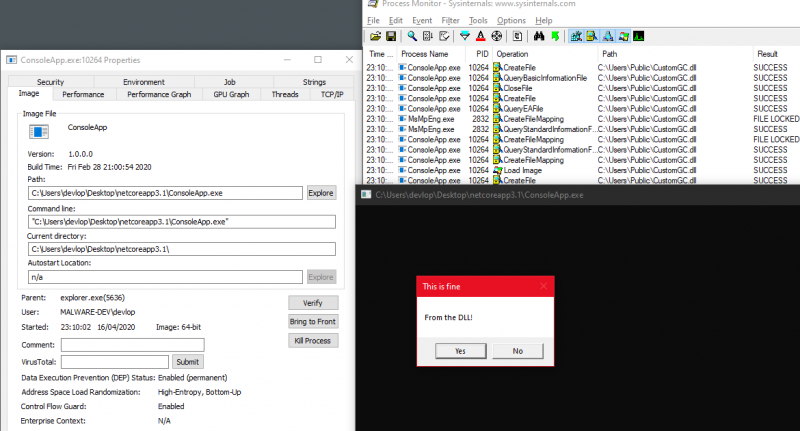 ConsoleApp.exe:10264 Properties
Security Environment Job Strings
Image Performance Performance Graph GPU Graph Threads TCP/IP
Image File
ConsoleApp
Version: 1.0.0.0
Build Time: Fri Feb 28 21:00:54 2020
Path:
C:\Users\devlop\Desktop\netcoreapp3.1\ConsoleApp.exe Explore
Command line:
"C:\Users\devlop\Desktop\netcoreapp3.1\ConsoleApp.exe"
Current directory:
C:\Users\devlop\Desktop\netcoreapp3.1\
Autostart Location:
n/a Explore
Parent: explorer.exe(5636) Verify
User: MALWARE-DEV\devlop
Started: 23:10:02 16/04/2020 Image: 64-bit Bring to Front
Comment: Kill Process
VirusTotal: Submit
Data Execution Prevention (DEP) Status: Enabled (permanent)
Address Space Load Randomization: High-Entropy, Bottom-Up
Control Flow Guard: Enabled
Enterprise Context: N/A
Process Monitor - Sysinternals: www.sysinternals.com
File Edit Event Filter Tools Options Help
Time ... Process Name PID Operation Path Result
23:10:... ConsoleApp.exe 10264 CreateFile C:\Users\Public\CustomGC.dll SUCCESS
23:10:... ConsoleApp.exe 10264 QueryBasicInformationFile C:\Users\Public\CustomGC.dll SUCCESS
23:10:... ConsoleApp.exe 10264 CloseFile C:\Users\Public\CustomGC.dll SUCCESS
23:10:... ConsoleApp.exe 10264 CreateFile C:\Users\Public\CustomGC.dll SUCCESS
23:10:... ConsoleApp.exe 10264 QueryEAFile C:\Users\Public\CustomGC.dll SUCCESS
23:10:... ConsoleApp.exe 10264 CreateFileMapping C:\Users\Public\CustomGC.dll FILE LOCKED
23:10:... MsMpEng.exe 2832 QueryStandardInformationF... C:\Users\Public\CustomGC.dll SUCCESS
23:10:... MsMpEng.exe 2832 CreateFileMapping C:\Users\Public\CustomGC.dll FILE LOCKED
23:10:... ConsoleApp.exe 10264 QueryStandardInformationF... C:\Users\Public\CustomGC.dll SUCCESS
23:10:... ConsoleApp.exe 10264 CreateFileMapping C:\Users\Public\CustomGC.dll SUCCESS
23:10:... ConsoleApp.exe 10264 Load Image C:\Users\Public\CustomGC.dll SUCCESS
23:10:... ConsoleApp.exe 10264 CreateFile C:\Users\Public\CustomGC.dll SUCCESS
C:\Users\devlop\Desktop\netcoreapp3.1\ConsoleApp.exe
This is fine
From the DLL!
Yes No